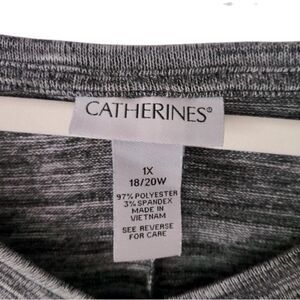 CATHERINES®
1X
18/20W
97% POLYESTER
3% SPANDEX
MADE IN
VIETNAM
SEE REVERSE
FOR CARE